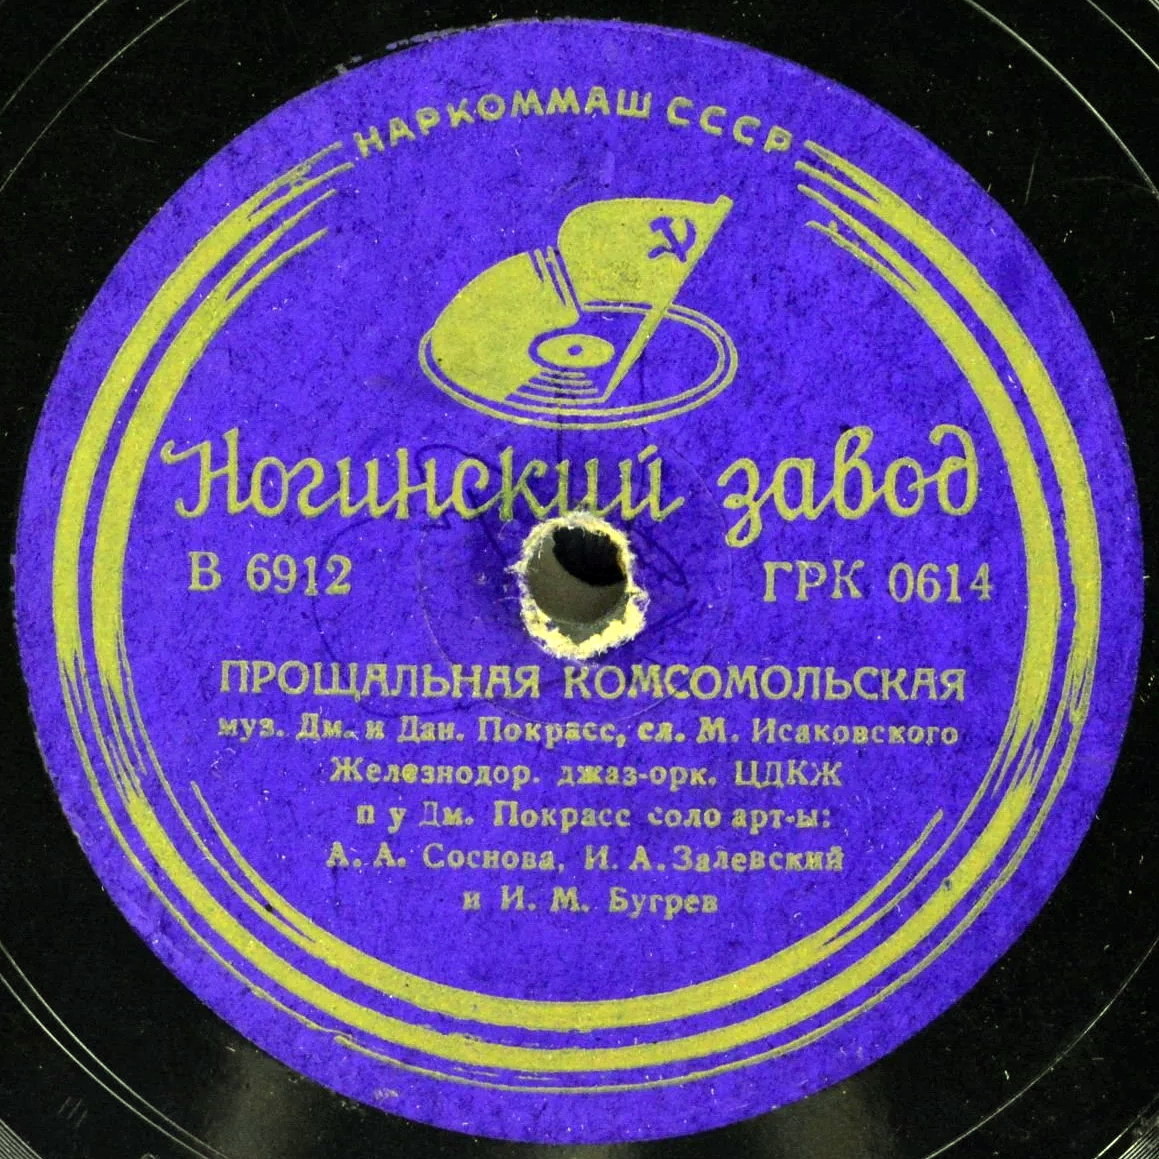 НАРКОММАШ СССР
Ногинский завод
В 6912 ГРК 0614
ПРОЩАЛЬНАЯ КОМСОМОЛЬСКАЯ
муз. Дм. и Дан. Покрасс, сл. М. Исаковского
Железнодор. джаз-орк. ЦДКЖ
п у Дм. Покрасс соло арт-ы:
А. А. Соснова, И. А. Залевский
и И. М. Бугрев